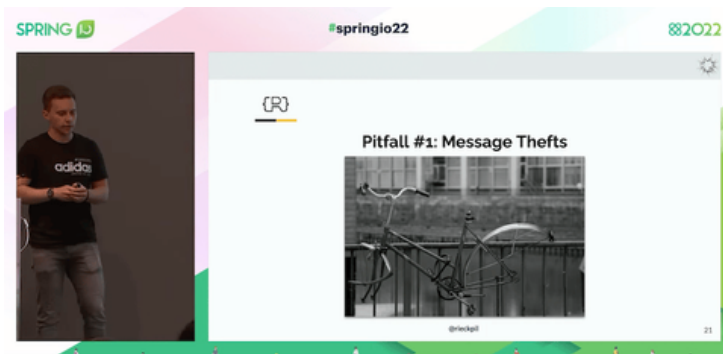 SPRING IO
#springio22
2022
{R}
Pitfall #1: Message Thefts
adidas
@rieckpil
21